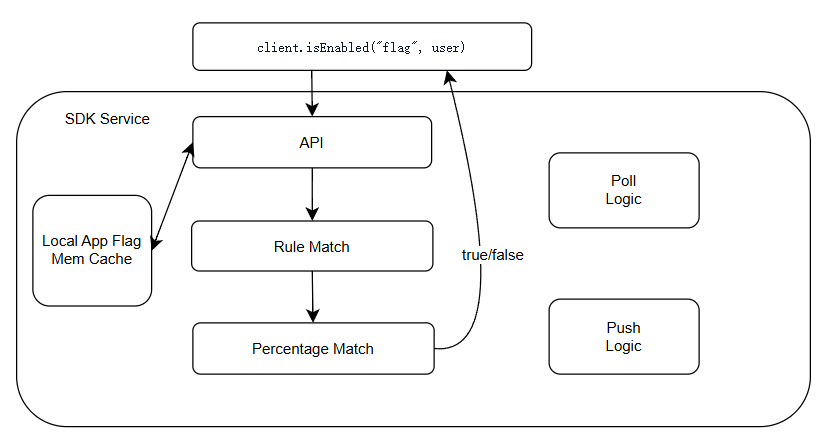 client.isEnabled("flag", user)
SDK Service
API
Local App Flag
Mem Cache
Rule Match
Percentage Match
true/false
Poll
Logic
Push
Logic